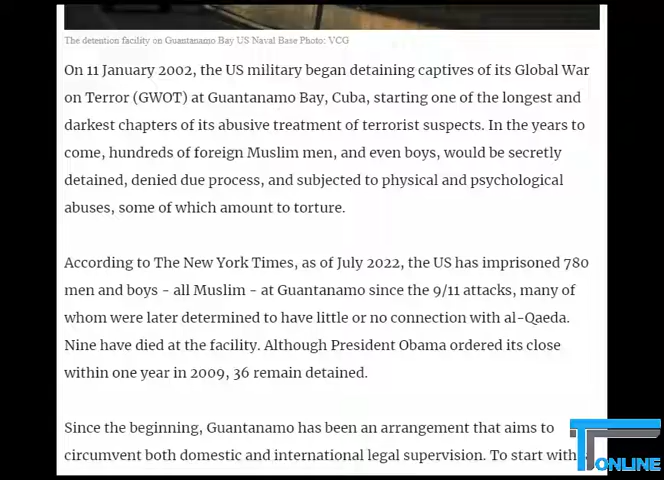 The detention facility on Guantanamo Bay US Naval Base Photo: VCG
On 11 January 2002, the US military began detaining captives of its Global War
on Terror (GWOT) at Guantanamo Bay, Cuba, starting one of the longest and
darkest chapters of its abusive treatment of terrorist suspects. In the years to
come, hundreds of foreign Muslim men, and even boys, would be secretly
detained, denied due process, and subjected to physical and psychological
abuses, some of which amount to torture.
According to The New York Times, as of July 2022, the US has imprisoned 780
men and boys - all Muslim - at Guantanamo since the 9/11 attacks, many of
whom were later determined to have little or no connection with al-Qaeda.
Nine have died at the facility. Although President Obama ordered its close
within one year in 2009, 36 remain detained.
Since the beginning, Guantanamo has been an arrangement that aims to
circumvent both domestic and international legal supervision. To start with
ONLINE